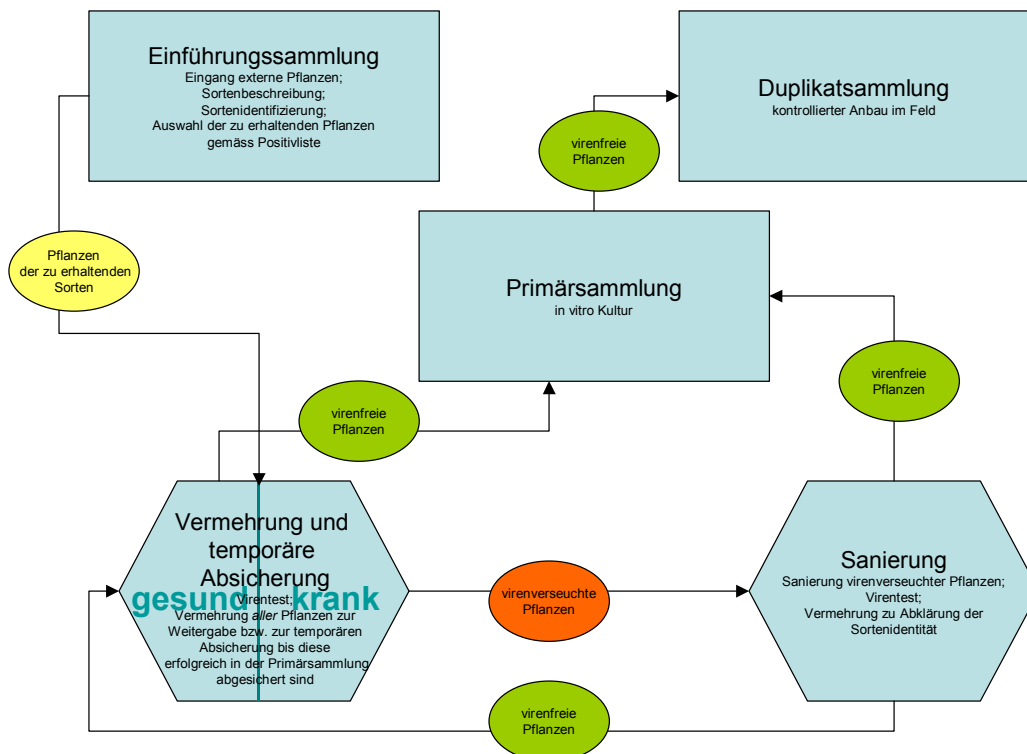 Einführungssammlung
Eingang externe Pflanzen;
Sortenbeschreibung;
Sortenidentifizierung;
Auswahl der zu erhaltenden Pflanzen
gemäss Positivliste
Duplikatsammlung
kontrollierter Anbau im Feld
virenfreie
Pflanzen
Pflanzen
der zu erhaltenden
Sorten
Primärsammlung
in vitro Kultur
virenfreie
Pflanzen
virenfreie
Pflanzen
Vermehrung und
temporäre
Absicherung
gesund krank
Virentest;
Vermehrung aller Pflanzen zur
Weitergabe bzw. zur temporären
Absicherung bis diese
erfolgreich in der Primärsammlung
abgesichert sind
virenverseuchte
Pflanzen
Sanierung
Sanierung virenverseuchter Pflanzen;
Virentest;
Vermehrung zu Abklärung der
Sortenidentität
virenfreie
Pflanzen